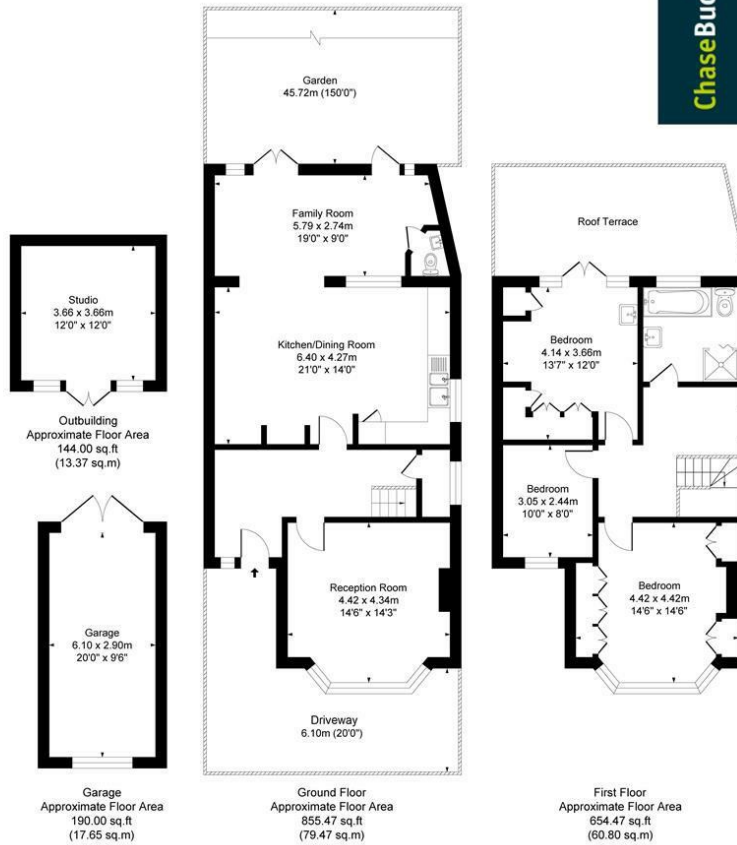 ChaseBuc
Garden
45.72m (150'0")
Family Room
5.79 x 2.74m
19'0" x 9'0"
Roof Terrace
Studio
3.66 x 3.66m
12'0" x 12'0"
Kitchen/Dining Room
6.40 x 4.27m
21'0" x 14'0"
Bedroom
4.14 x 3.66m
13'7" x 12'0"
Outbuilding
Approximate Floor Area
144.00 sq.ft
(13.37 sq.m)
Bedroom
3.05 x 2.44m
10'0" x 8'0"
Reception Room
4.42 x 4.34m
14'6" x 14'3"
Bedroom
4.42 x 4.42m
14'6" x 14'6"
Garage
6.10 x 2.90m
20'0" x 9'6"
Driveway
6.10m (20'0")
Garage
Approximate Floor Area
190.00 sq.ft
(17.65 sq.m)
Ground Floor
Approximate Floor Area
855.47 sq.ft
(79.47 sq.m)
First Floor
Approximate Floor Area
654.47 sq.ft
(60.80 sq.m)